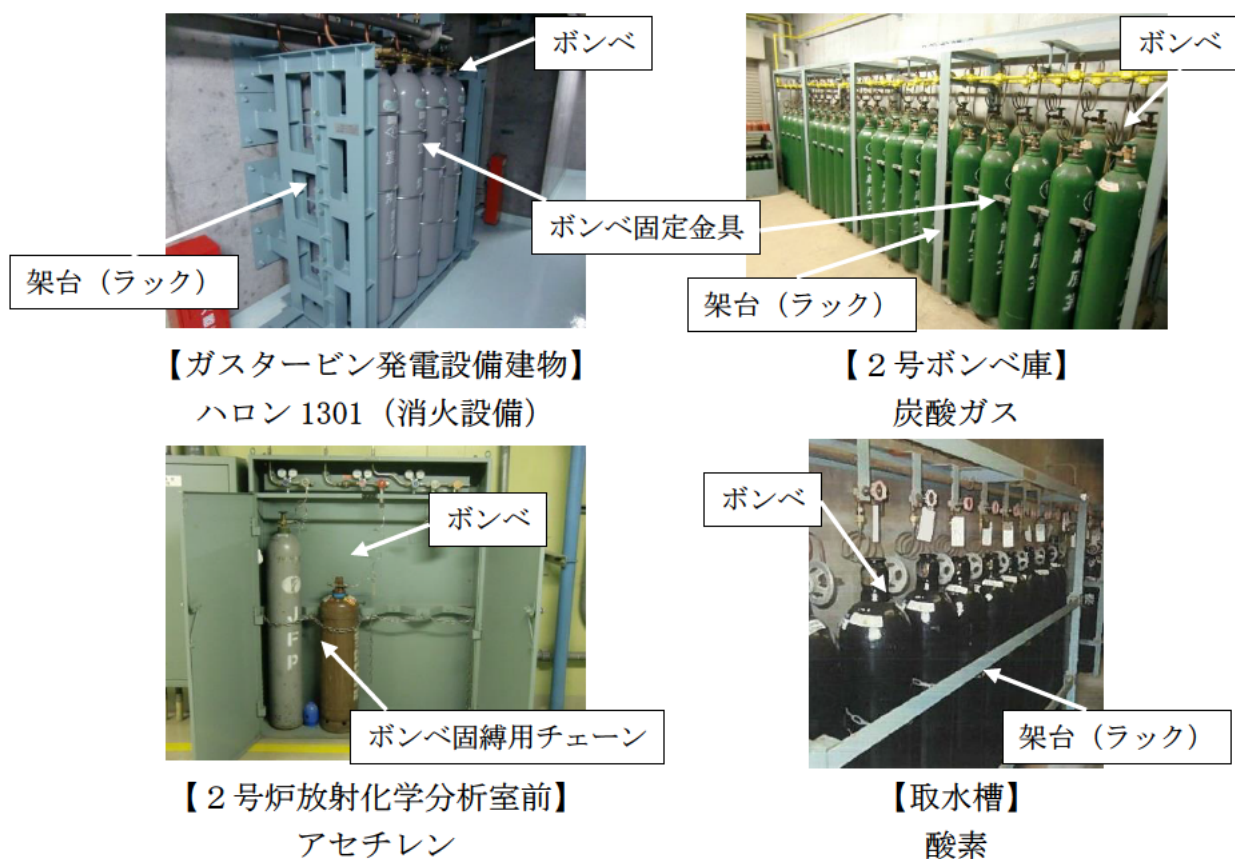 ボンベ
ボンベ
ボンベ固定金具
架台（ラック）
架台（ラック）
【ガスタービン発電設備建物】
ハロン 1301（消火設備）
【２号ボンベ庫】
炭酸ガス
ボンベ
ボンベ
JFP
ボンベ固縛用チェーン
架台（ラック）
【２号炉放射化学分析室前】
アセチレン
【取水槽】
酸素